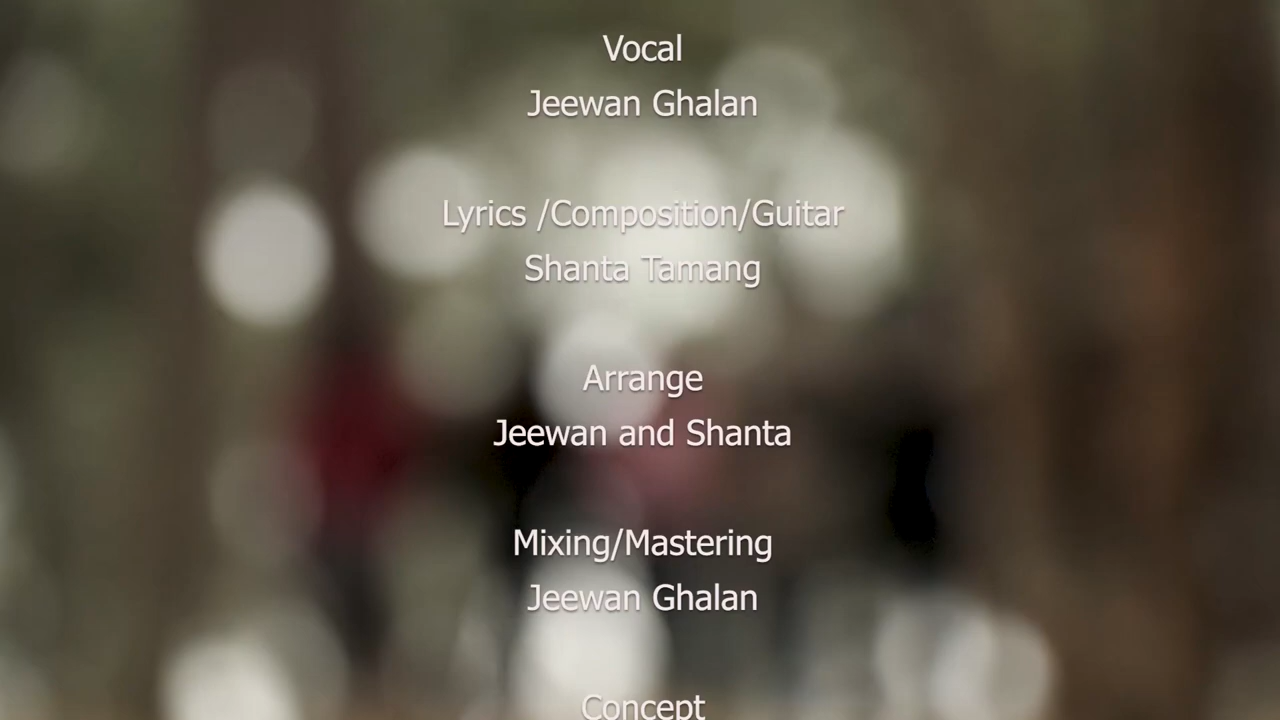 Vocal
Jeewan Ghalan
Lyrics /Composition/Guitar
Shanta Tamang
Arrange
Jeewan and Shanta
Mixing/Mastering
Jeewan Ghalan
Concept